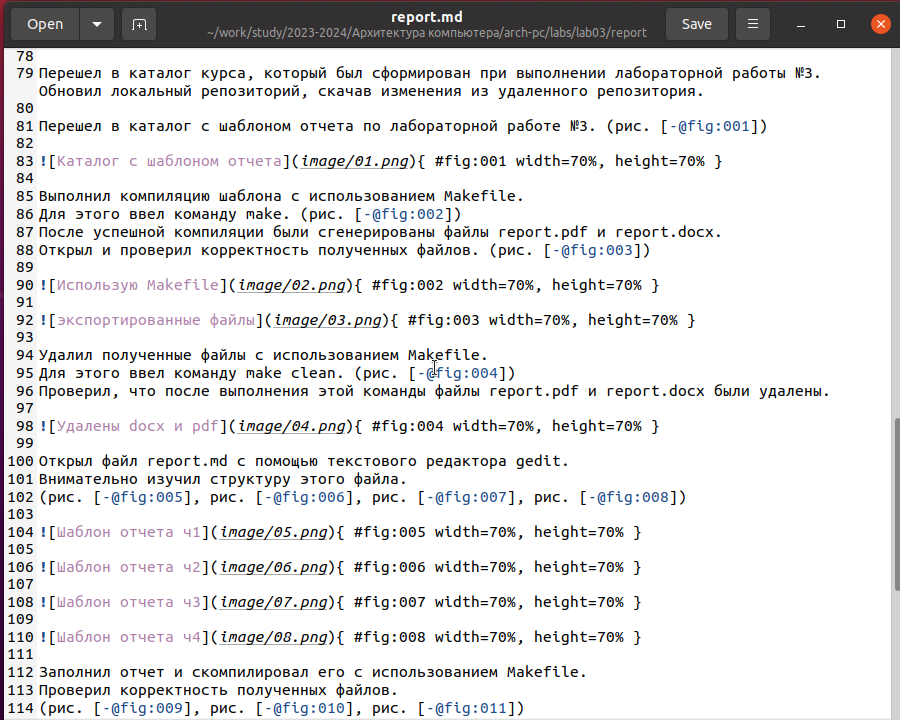 Open
report.md
~/work/study/2023-2024/Архитектура компьютера/arch-pc/labs/lab03/report
Save
78
79 Перешел в каталог курса, который был сформирован при выполнении лабораторной работы №3.
Обновил локальный репозиторий, скачав изменения из удаленного репозитория.
80
81 Перешел в каталог с шаблоном отчета по лабораторной работе №3. (рис. [-@fig:001])
82
83 ![Каталог с шаблоном отчета](image/01.png){ #fig:001 width=70%, height=70% }
84
85 Выполнил компиляцию шаблона с использованием Makefile.
86 Для этого ввел команду make. (рис. [-@fig:002])
87 После успешной компиляции были сгенерированы файлы report.pdf и report.docx.
88 Открыл и проверил корректность полученных файлов. (рис. [-@fig:003])
89
90 ![Использую Makefile](image/02.png){ #fig:002 width=70%, height=70% }
91
92 ![экспортированные файлы](image/03.png){ #fig:003 width=70%, height=70% }
93
94 Удалил полученные файлы с использованием Makefile.
95 Для этого ввел команду make clean. (рис. [-@fig:004])
96 Проверил, что после выполнения этой команды файлы report.pdf и report.docx были удалены.
97
98 ![Удалены docx и pdf](image/04.png){ #fig:004 width=70%, height=70% }
99
100 Открыл файл report.md с помощью текстового редактора gedit.
101 Внимательно изучил структуру этого файла.
102 (рис. [-@fig:005], рис. [-@fig:006], рис. [-@fig:007], рис. [-@fig:008])
103
104 ![Шаблон отчета ч1](image/05.png){ #fig:005 width=70%, height=70% }
105
106 ![Шаблон отчета ч2](image/06.png){ #fig:006 width=70%, height=70% }
107
108 ![Шаблон отчета ч3](image/07.png){ #fig:007 width=70%, height=70% }
109
110 ![Шаблон отчета ч4](image/08.png){ #fig:008 width=70%, height=70% }
111
112 Заполнил отчет и скомпилировал его с использованием Makefile.
113 Проверил корректность полученных файлов.
114 (рис. [-@fig:009], рис. [-@fig:010], рис. [-@fig:011])